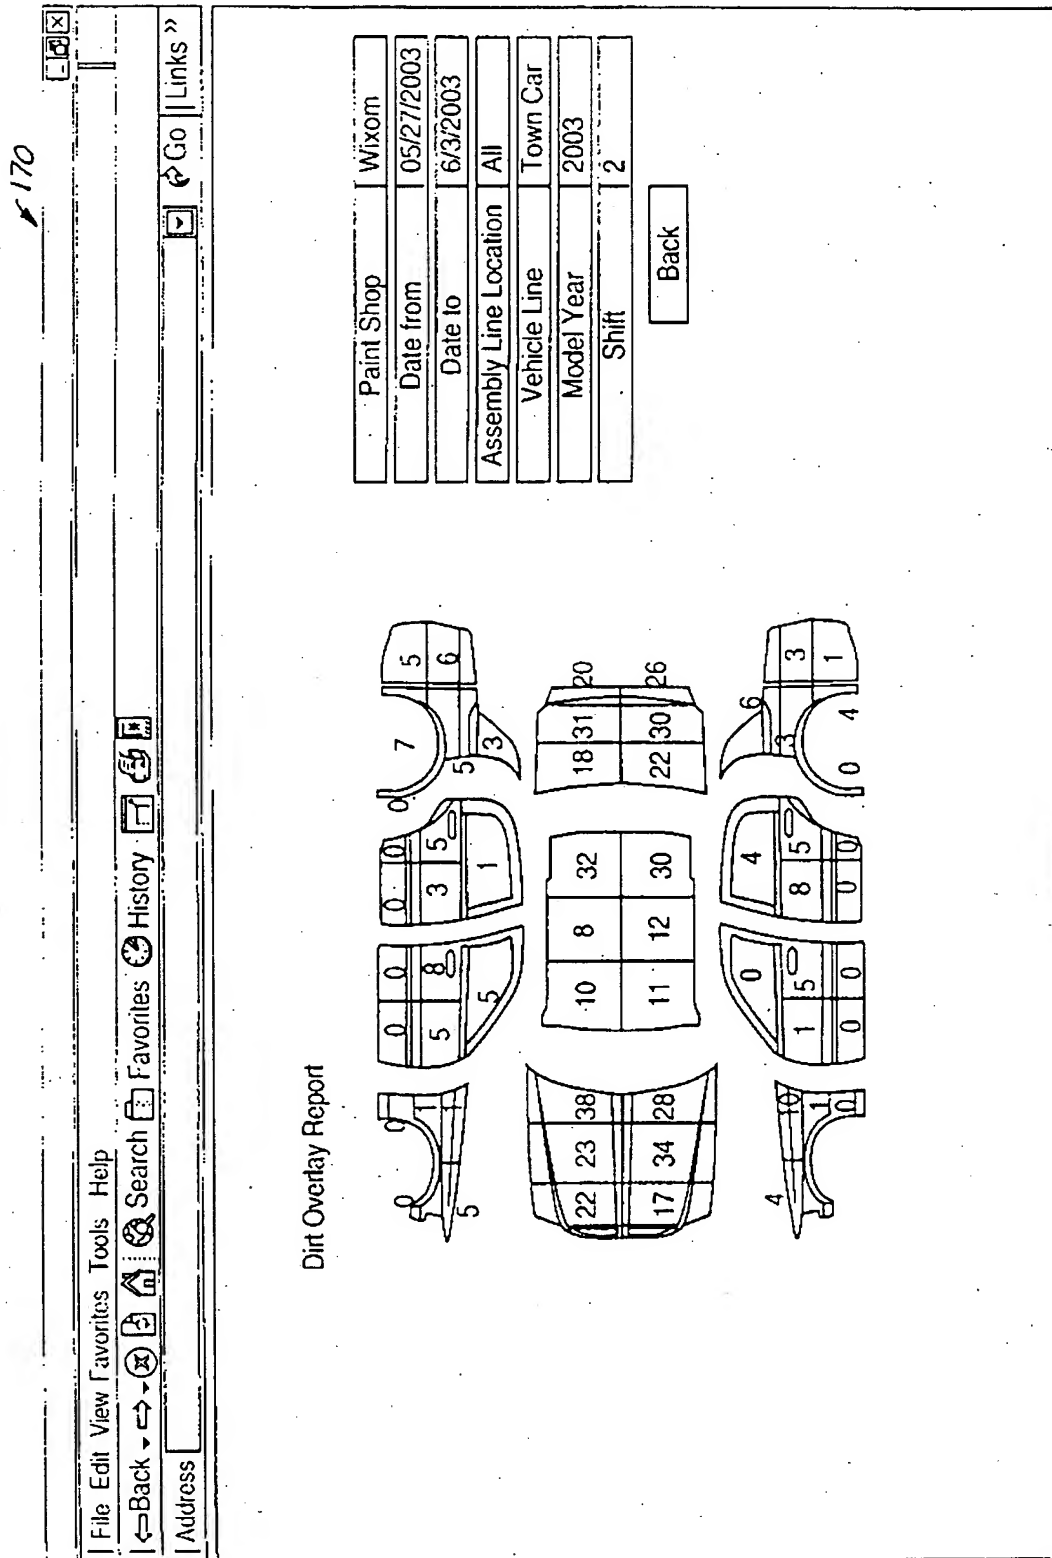 170
File Edit View Favorites Tools Help
Back Search Favorites History
Address Go Links »
Dirt Overlay Report
Paint Shop Wixom
Date from 05/27/2003
Date to 6/3/2003
Assembly Line Location All
Vehicle Line Town Car
Model Year 2003
Shift 2
Back
0 0 1 5
0 0 5 8 5
0 0 3 5 1
0 7 5 3 5 6
22 23 38
17 34 28
10 8 32
11 12 30
18 31 20
22 30 26
4 10 1 0
0 1 5 0 0
4 8 5 0 0
6 3 0 4 3 1